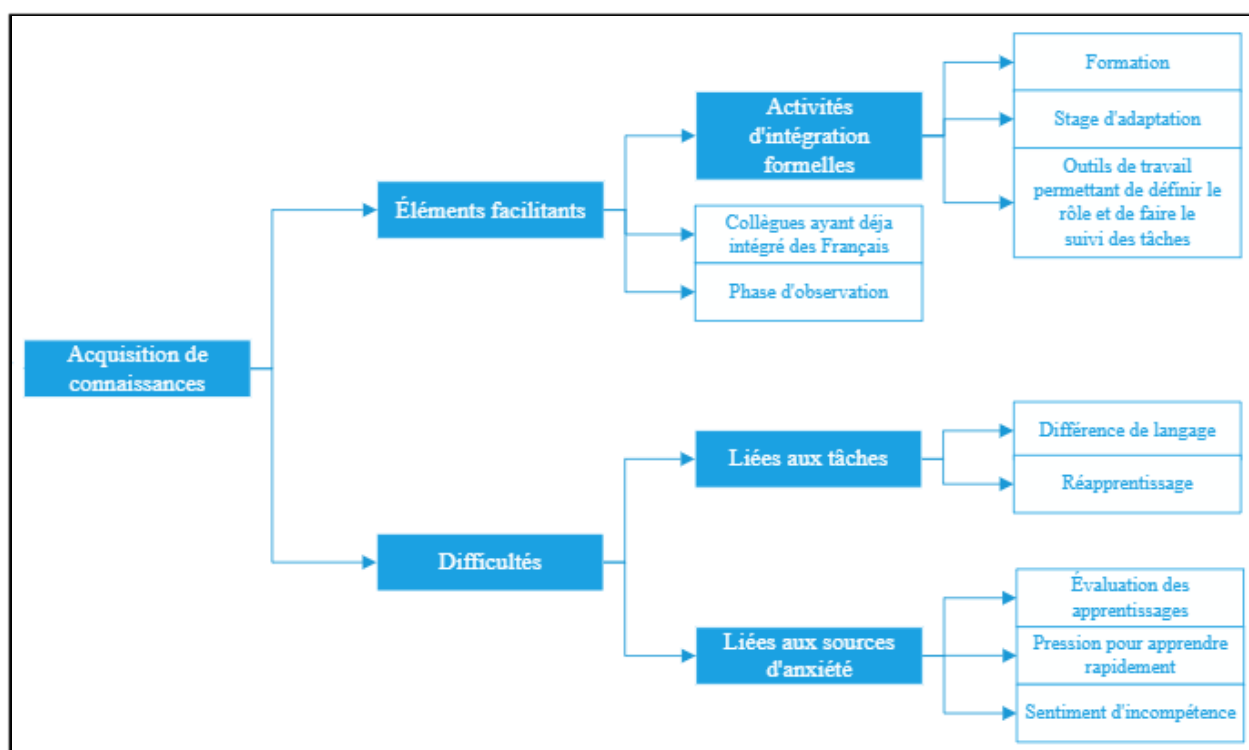 Acquisition de
connaissances
Éléments facilitants
Activités
d'intégration
formelles
Formation
Stage d'adaptation
Outils de travail
permettant de définir le
rôle et de faire le
suivi des tâches
Collègues ayant déja
intégré des Français
Phase d'observation
Difficultés
Liées aux tâches
Différence de langage
Réapprentissage
Liées aux sources
d'anxiété
Évaluation des
apprentissages
Pression pour apprendre
rapidement
Sentiment d'incompétence